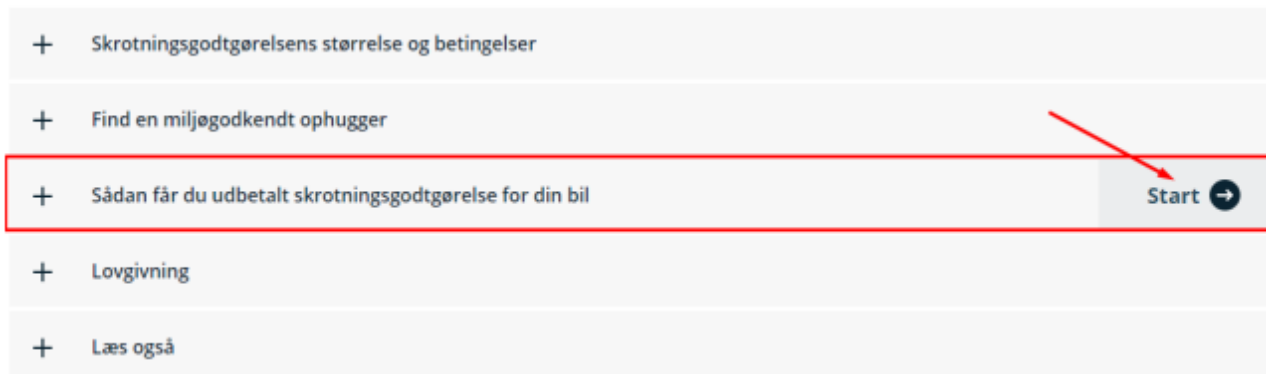 Skrotningsgodtgørelsens størrelse og betingelser
Find en miljøgodkendt ophugger
Sådan får du udbetalt skrotningsgodtgørelse for din bil Start
Lovgivning
Læs også